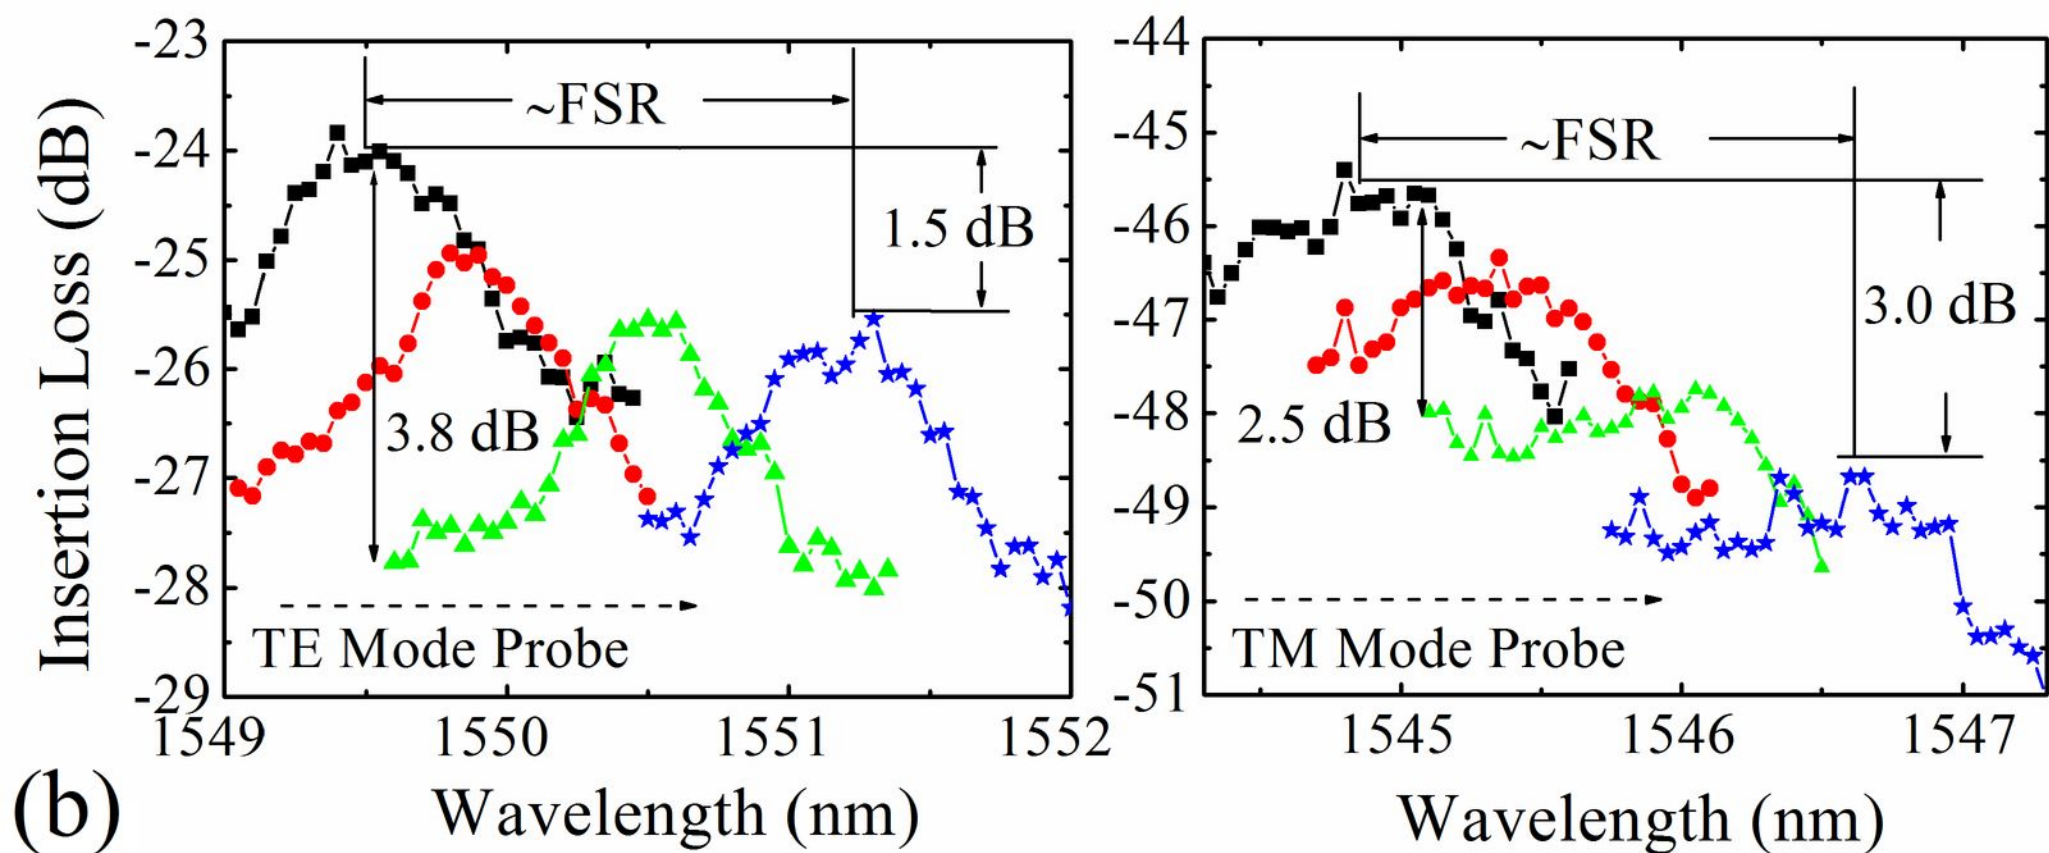 -23
-24
-25
-26
-27
-28
-29
Insertion Loss (dB)
~FSR
1.5 dB
3.8 dB
TE Mode Probe
1549 1550 1551 1552
Wavelength (nm)
-44
-45
-46
-47
-48
-49
-50
-51
~FSR
3.0 dB
2.5 dB
TM Mode Probe
1545 1546 1547
Wavelength (nm)
(b)